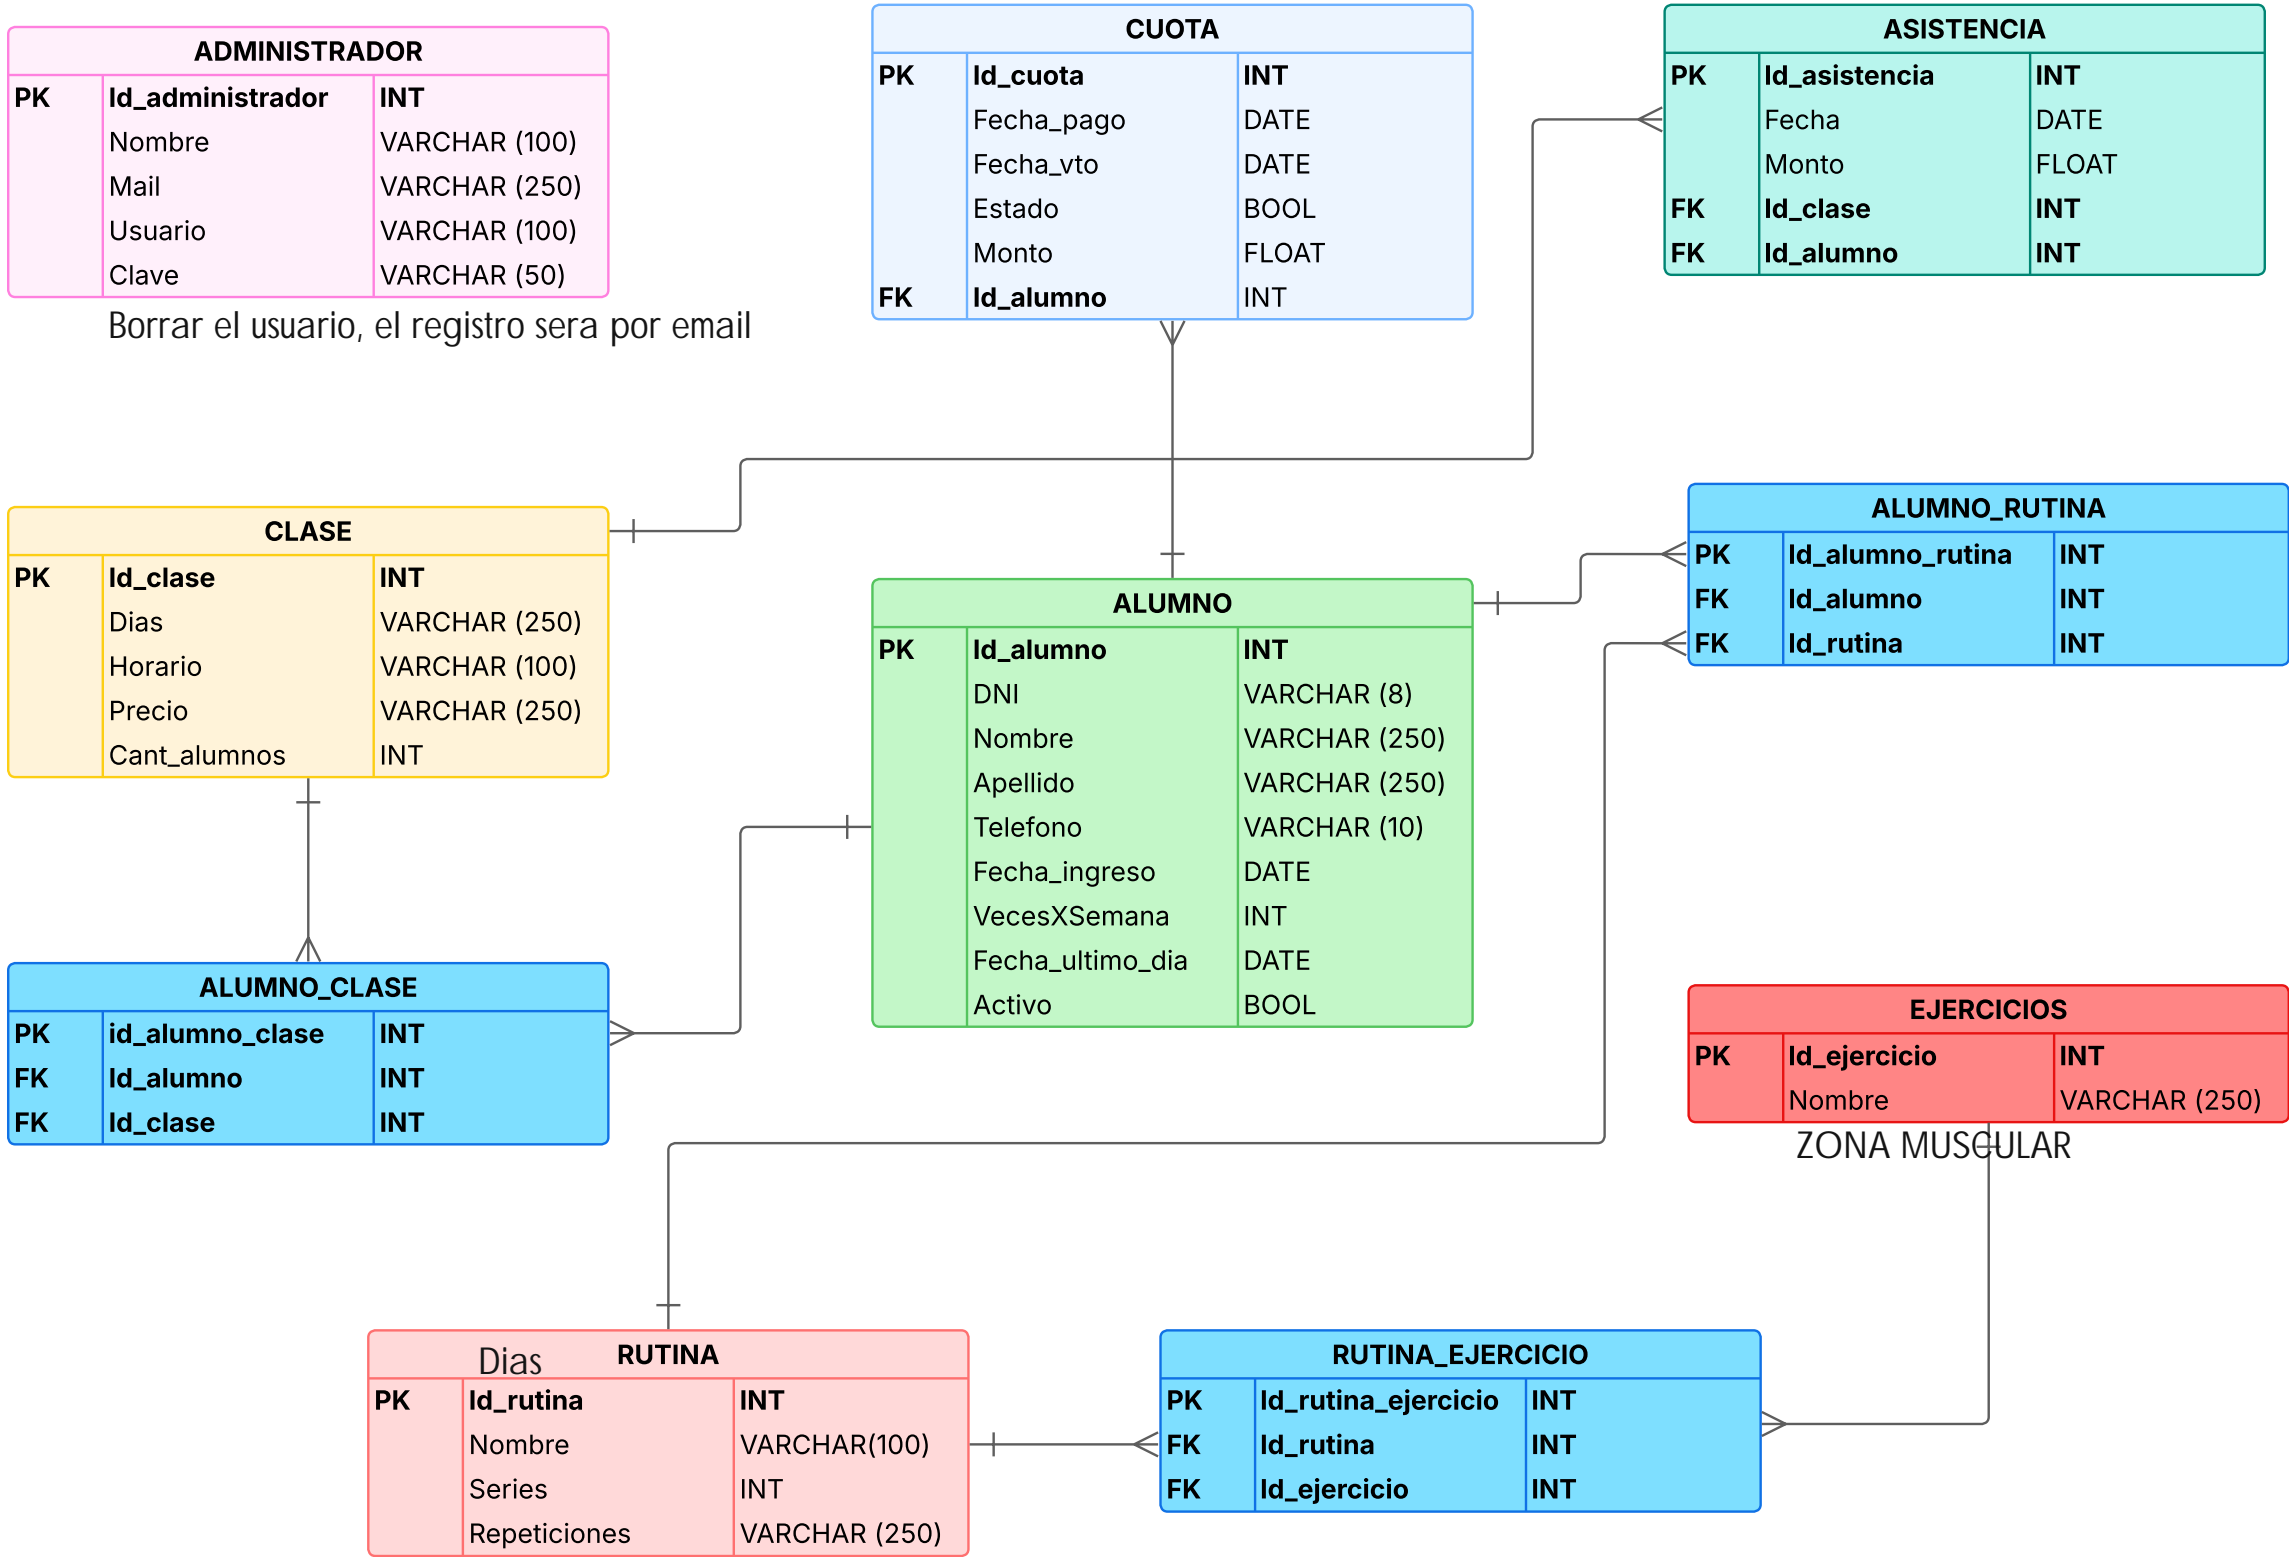 ADMINISTRADOR
PK Id_administrador INT
Nombre VARCHAR (100)
Mail VARCHAR (250)
Usuario VARCHAR (100)
Clave VARCHAR (50)
Borrar el usuario, el registro sera por email
CUOTA
PK Id_cuota INT
Fecha_pago DATE
Fecha_vto DATE
Estado BOOL
Monto FLOAT
FK Id_alumno INT
ASISTENCIA
PK Id_asistencia INT
Fecha DATE
Monto FLOAT
FK Id_clase INT
FK Id_alumno INT
CLASE
PK Id_clase INT
Dias VARCHAR (250)
Horario VARCHAR (100)
Precio VARCHAR (250)
Cant_alumnos INT
ALUMNO
PK Id_alumno INT
DNI VARCHAR (8)
Nombre VARCHAR (250)
Apellido VARCHAR (250)
Telefono VARCHAR (10)
Fecha_ingreso DATE
VecesXSemana INT
Fecha_ultimo_dia DATE
Activo BOOL
ALUMNO_RUTINA
PK Id_alumno_rutina INT
FK Id_alumno INT
FK Id_rutina INT
ALUMNO_CLASE
PK id_alumno_clase INT
FK Id_alumno INT
FK Id_clase INT
EJERCICIOS
PK Id_ejercicio INT
Nombre VARCHAR (250)
ZONA MUSCULAR
Dias RUTINA
PK Id_rutina INT
Nombre VARCHAR(100)
Series INT
Repeticiones VARCHAR (250)
RUTINA_EJERCICIO
PK Id_rutina_ejercicio INT
FK Id_rutina INT
FK Id_ejercicio INT